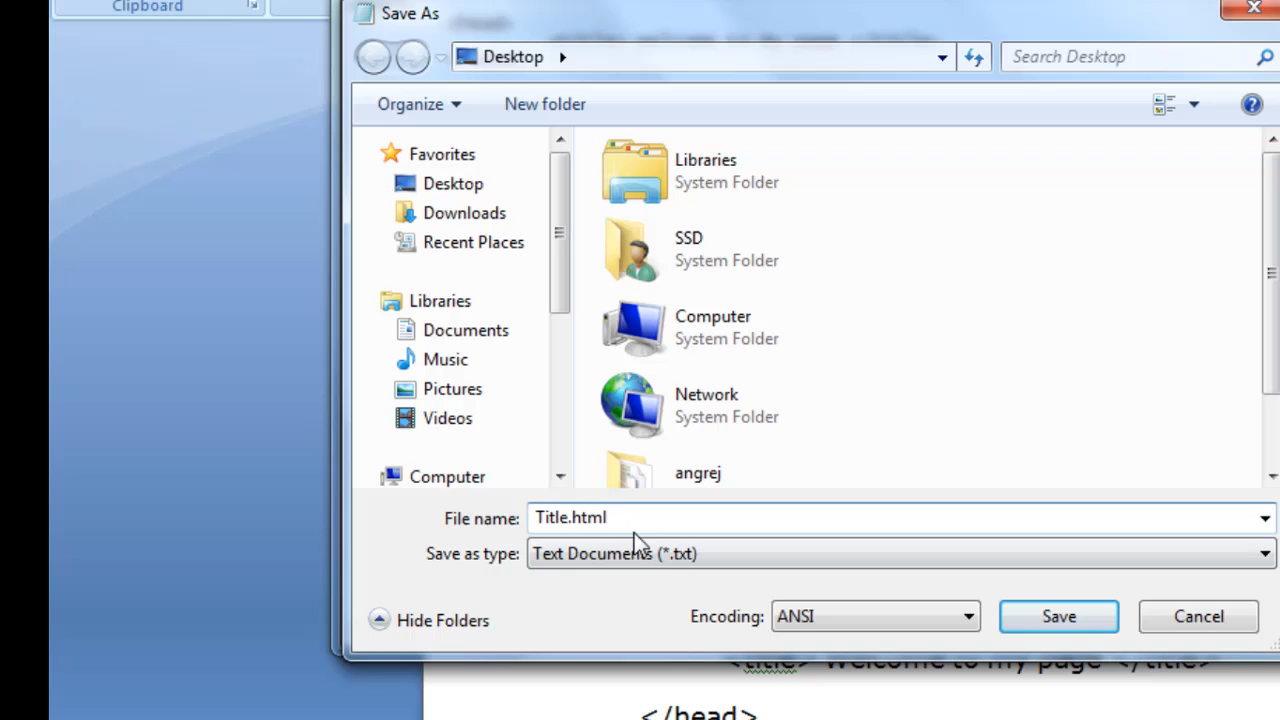 Clipboard
Save As
Desktop
Search Desktop
Organize
New folder
Favorites
Desktop
Downloads
Recent Places
Libraries
Documents
Music
Pictures
Videos
Computer
Libraries
System Folder
SSD
System Folder
Computer
System Folder
Network
System Folder
angrej
File name: Title.html
Save as type: Text Documents (*.txt)
Hide Folders
Encoding: ANSI
Save
Cancel
<title> Welcome to my page </title>
</head>